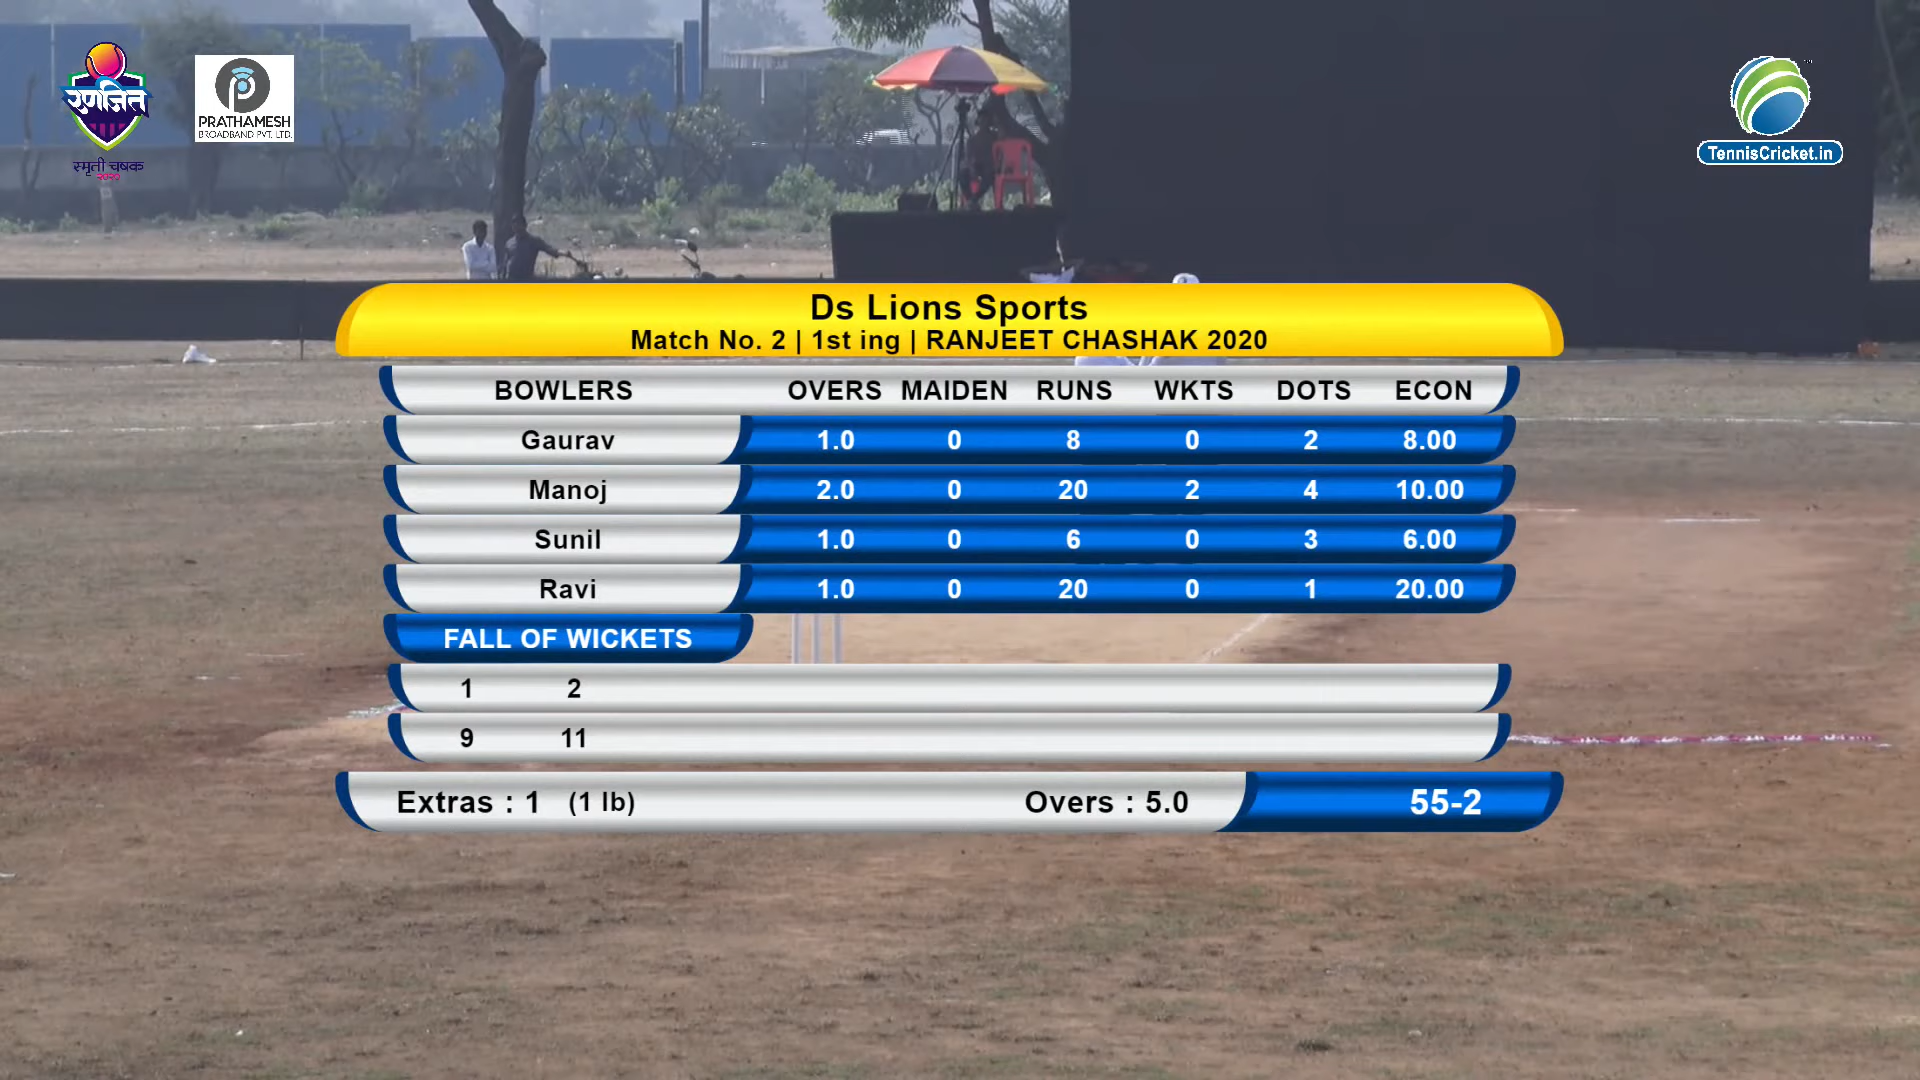 रणजित
स्मृती चषक
२०२०
PRATHAMESH
BROADBAND PVT. LTD.
TennisCricket.in
Ds Lions Sports
Match No. 2 | 1st ing | RANJEET CHASHAK 2020
BOWLERS OVERS MAIDEN RUNS WKTS DOTS ECON
Gaurav 1.0 0 8 0 2 8.00
Manoj 2.0 0 20 2 4 10.00
Sunil 1.0 0 6 0 3 6.00
Ravi 1.0 0 20 0 1 20.00
FALL OF WICKETS
1 2
9 11
Extras : 1 (1 lb) Overs : 5.0 55-2